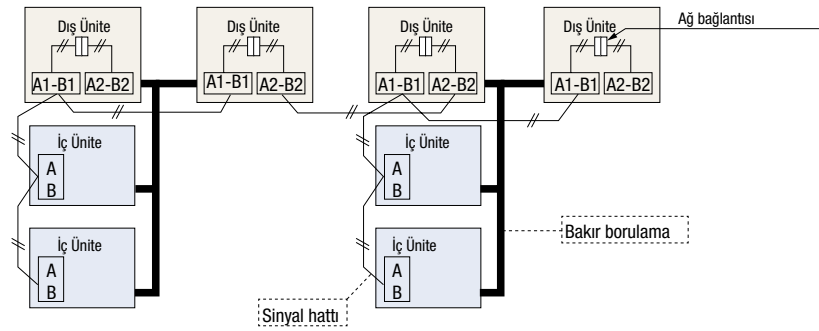 Dış Ünite
Dış Ünite
Dış Ünite
Dış Ünite
Ağ bağlantısı
A1-B1
A2-B2
A1-B1
A2-B2
A1-B1
A2-B2
A1-B1
A2-B2
İç Ünite
A
B
İç Ünite
A
B
İç Ünite
A
B
İç Ünite
A
B
Bakır borulama
Sinyal hattı